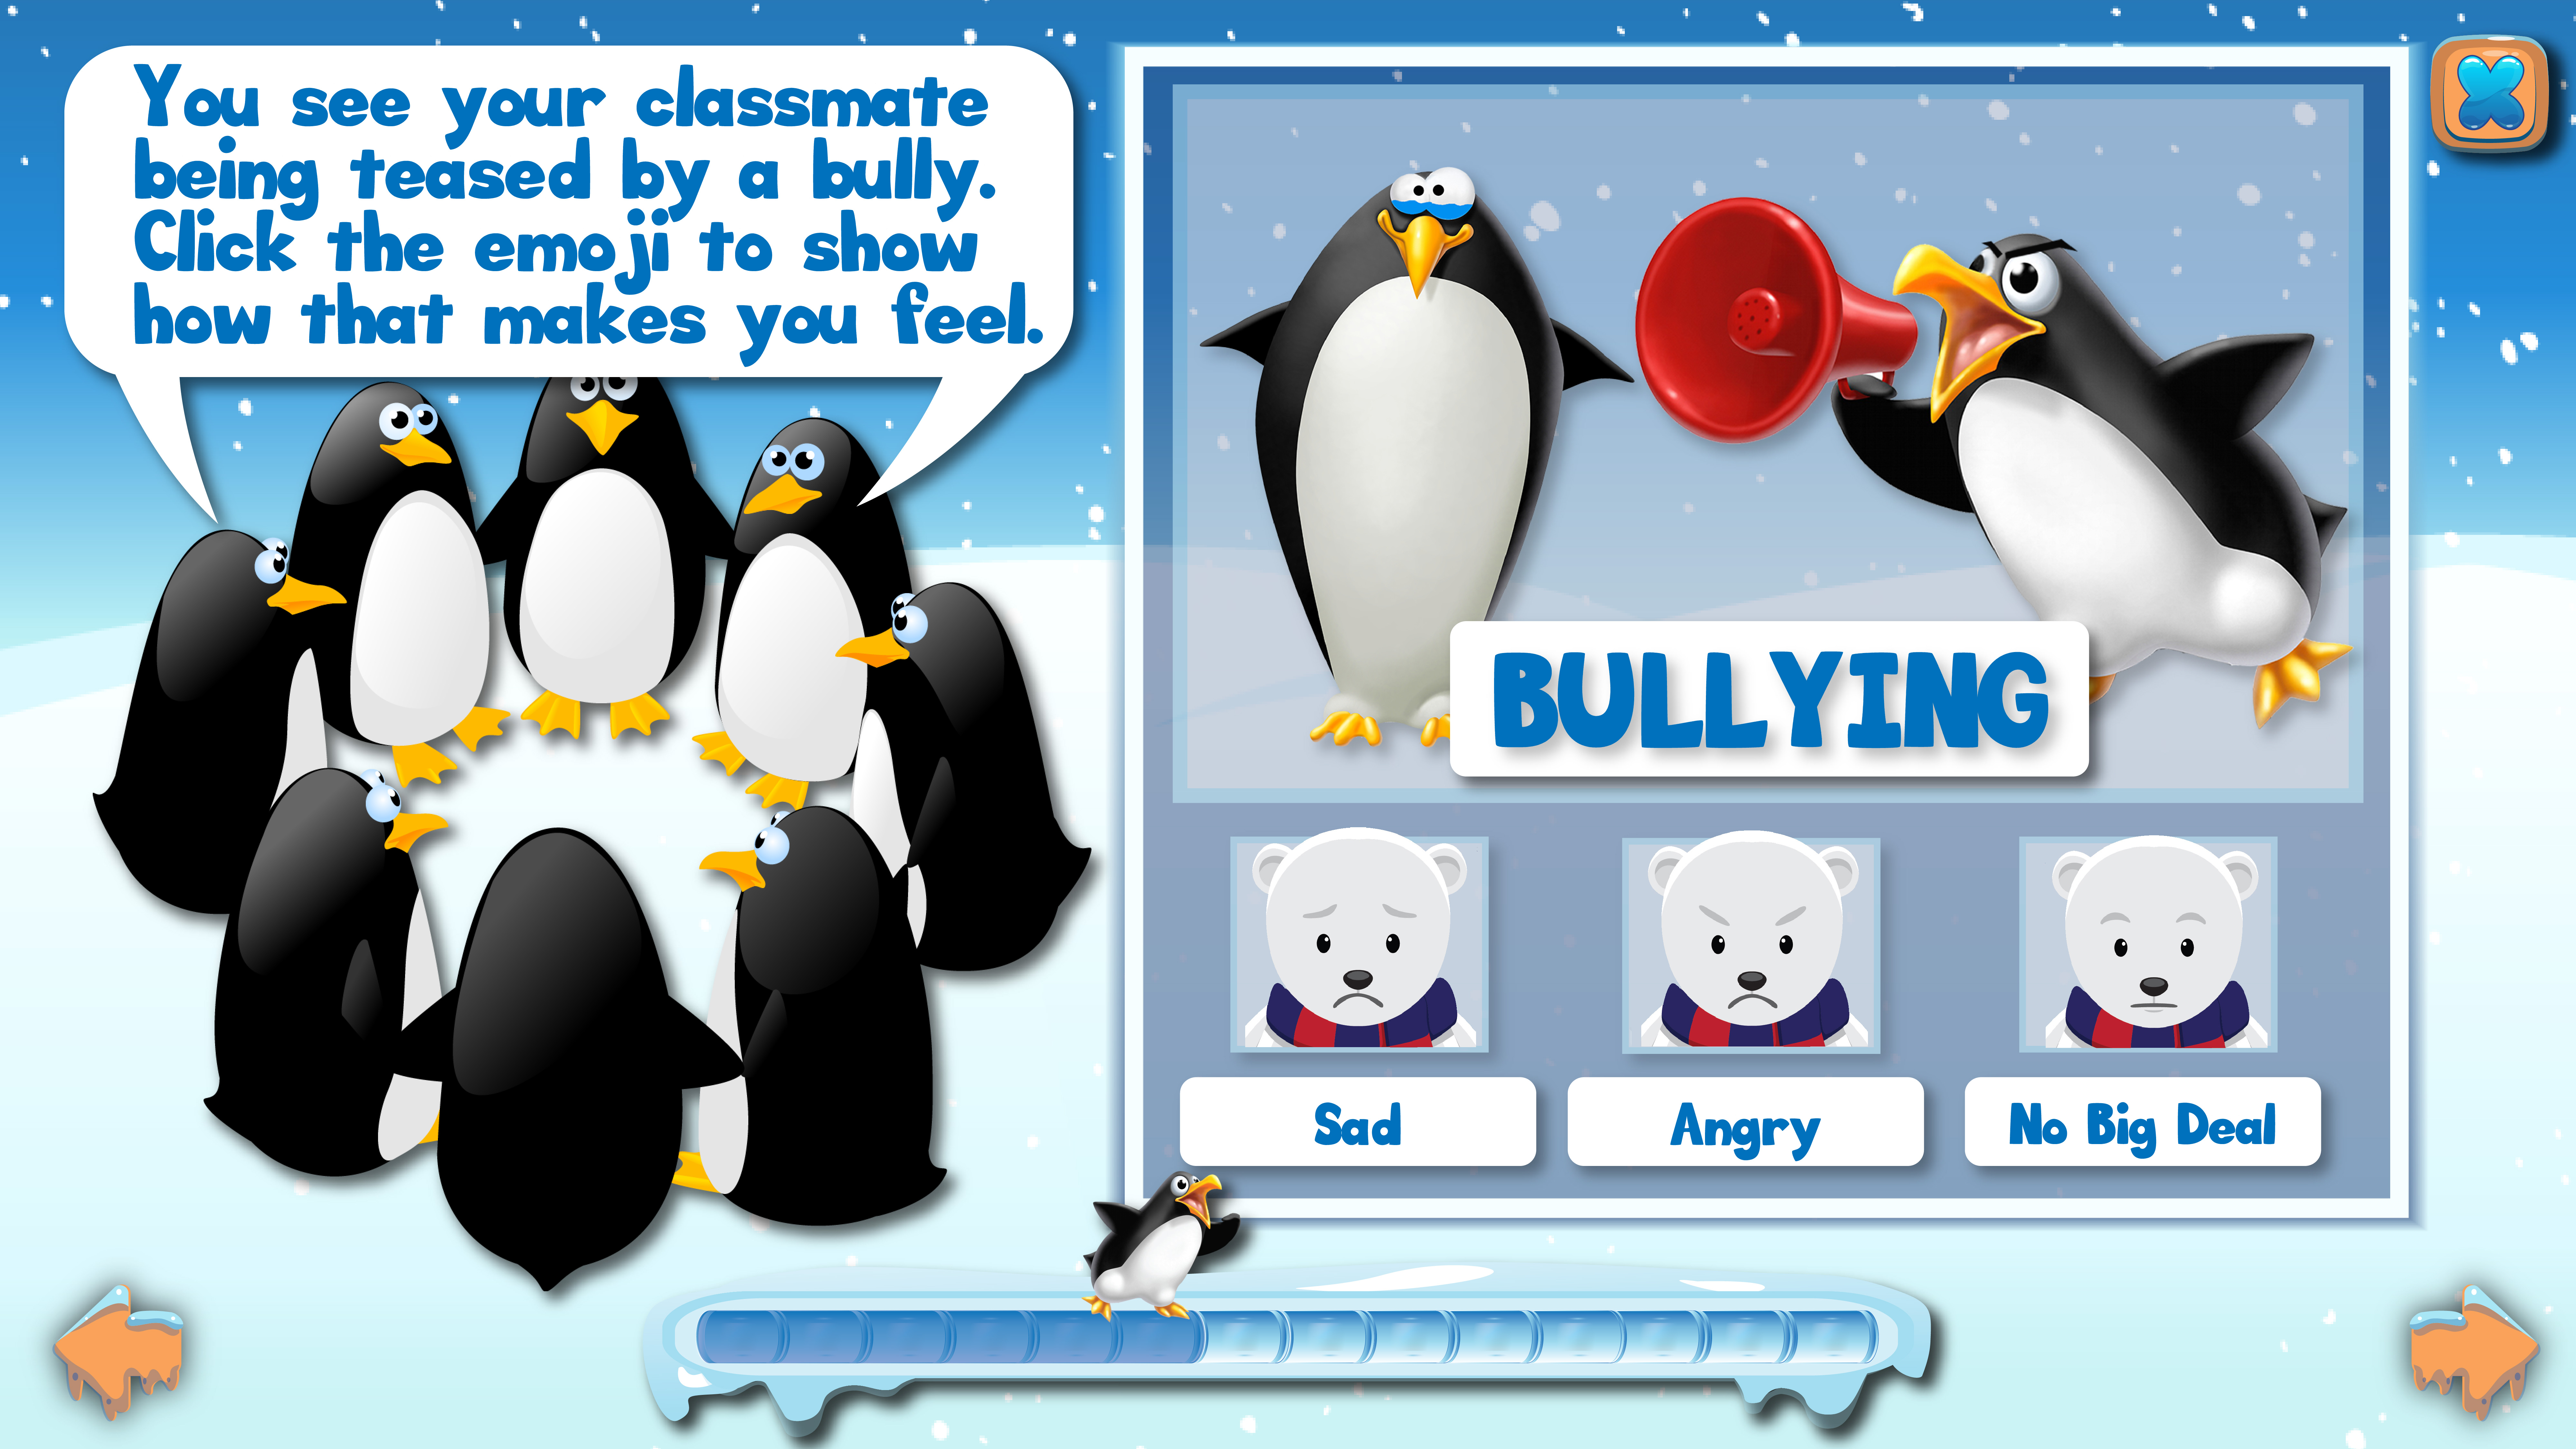 You see your classmate
being teased by a bully.
Click the emoji to show
how that makes you feel.
BULLYING
Sad
Angry
No Big Deal